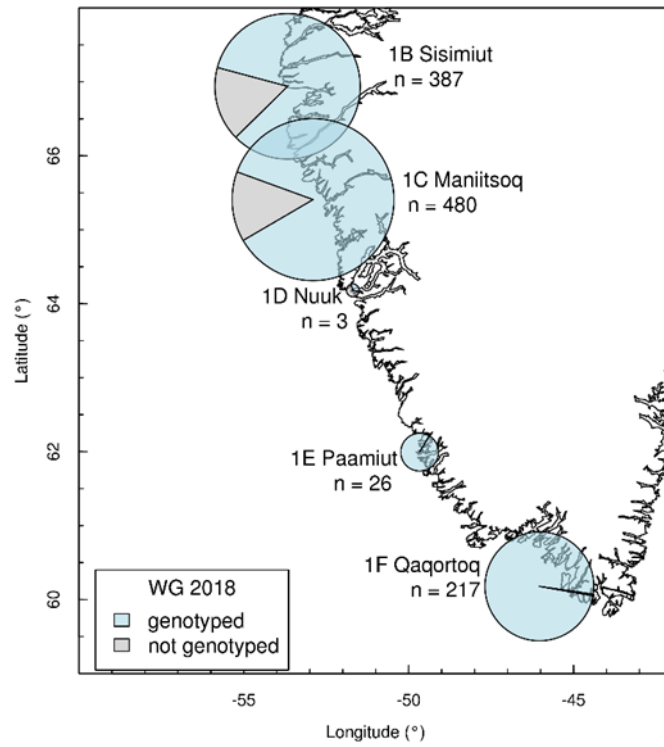 1B Sisimiut
n = 387
66
1C Maniitsoq
n = 480
1D Nuuk
n = 3
64
Latitude (°)
62
1E Paamiut
n = 26
1F Qaqortoq
n = 217
60
WG 2018
genotyped
not genotyped
-55
-50
-45
Longitude (°)